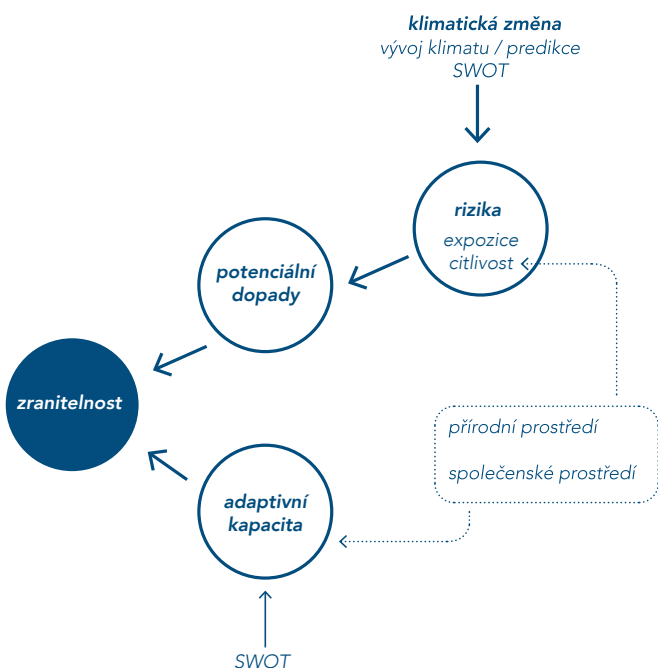 klimatická změna
vývoj klimatu / predikce
SWOT
rizika
expozice
citlivost
potenciální
dopady
zranitelnost
přírodní prostředí
společenské prostředí
adaptivní
kapacita
SWOT